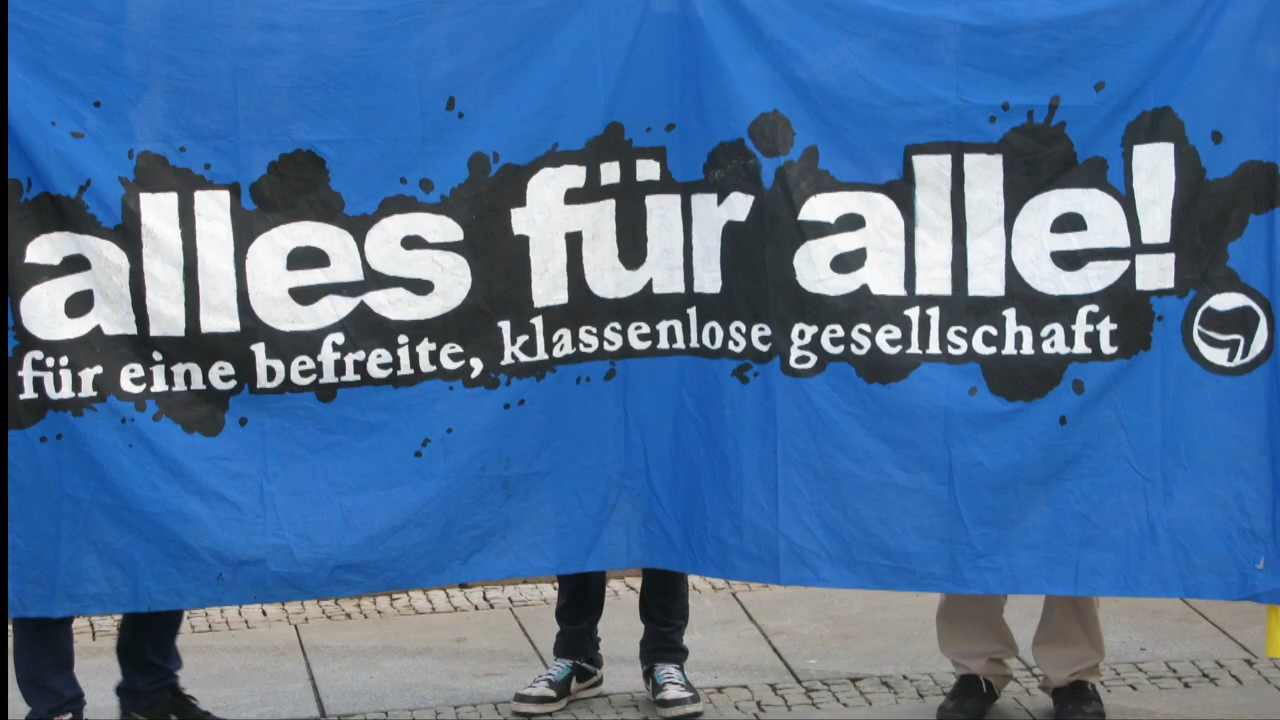 alles für alle!
für eine befreite, klassenlose gesellschaft